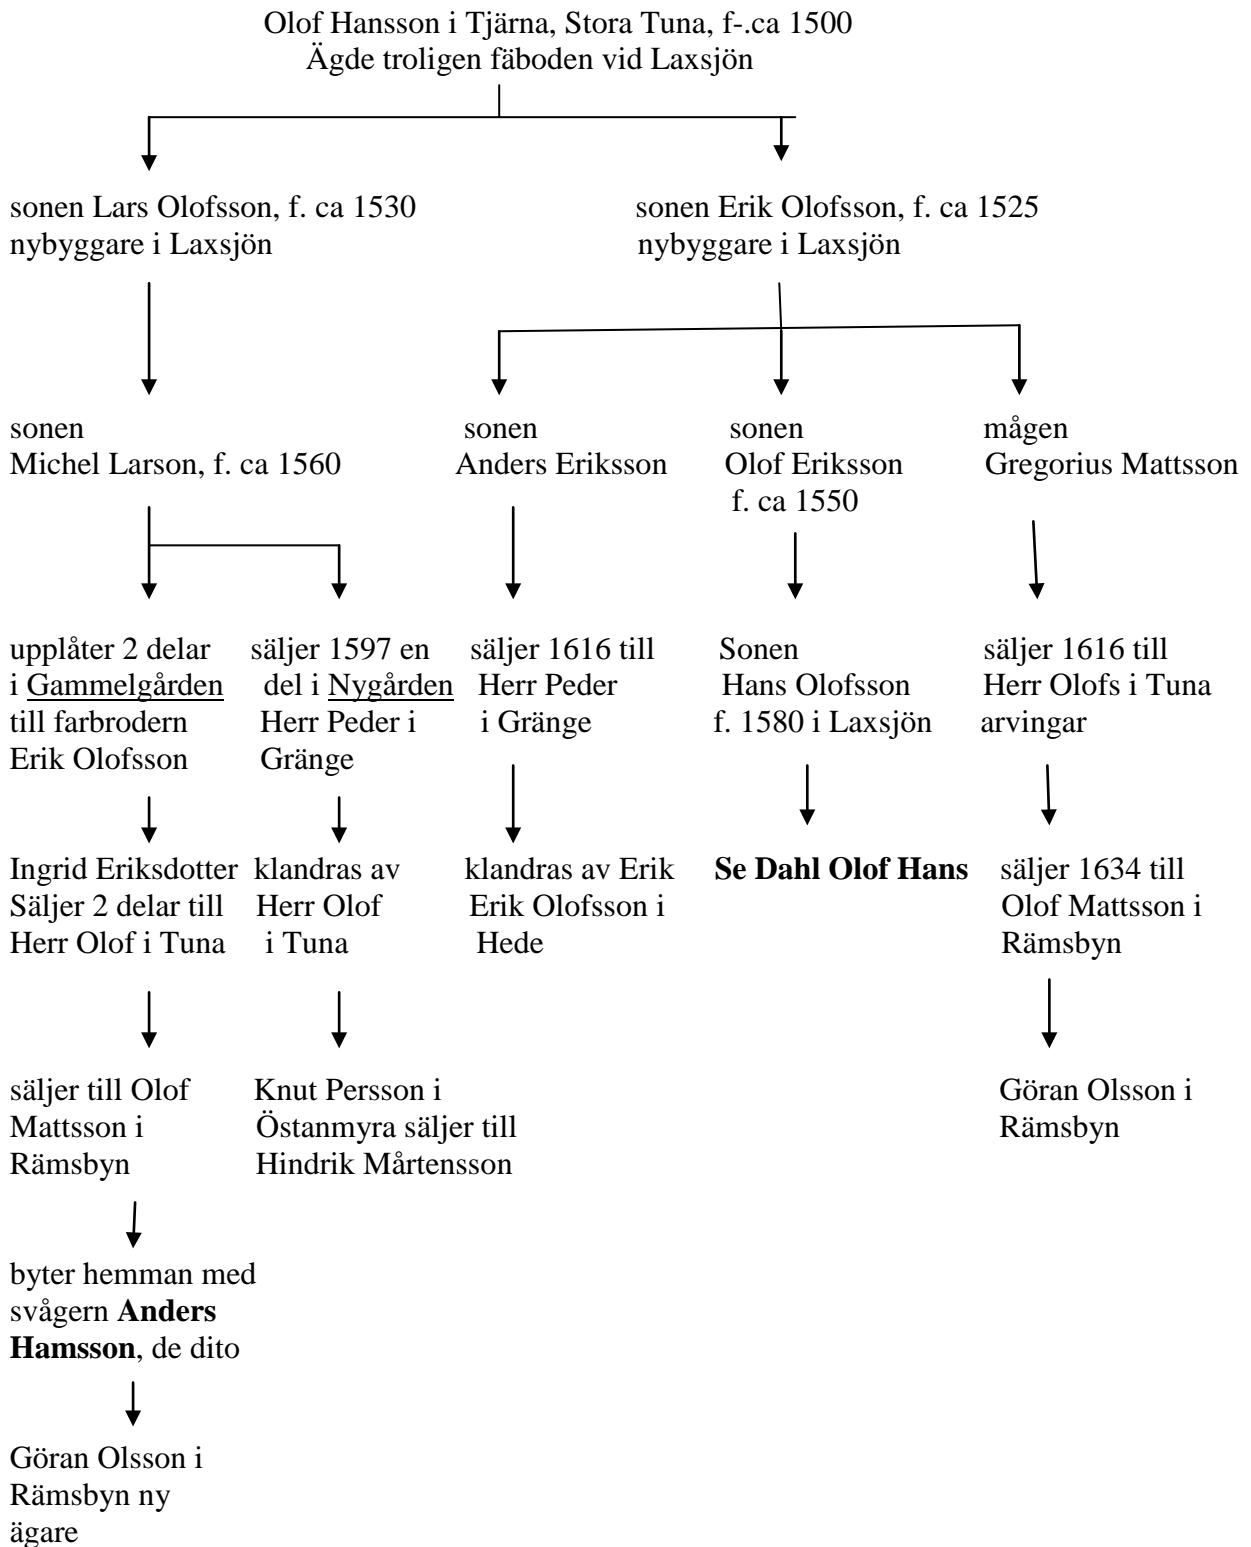 Olof Hansson i Tjärna, Stora Tuna, f-.ca 1500
Ägde troligen fäboden vid Laxsjön
sonen Lars Olofsson, f. ca 1530
nybyggare i Laxsjön
sonen Erik Olofsson, f. ca 1525
nybyggare i Laxsjön
sonen
Michel Larson, f. ca 1560
sonen
Anders Eriksson
sonen
Olof Eriksson
f. ca 1550
mågen
Gregorius Mattsson
upplåter 2 delar
i Gammelgården
till farbrodern
Erik Olofsson
säljer 1597 en
del i Nygården
Herr Peder i
Gränge
säljer 1616 till
Herr Peder
i Gränge
Sonen
Hans Olofsson
f. 1580 i Laxsjön
säljer 1616 till
Herr Olofs i Tuna
arvingar
Ingrid Eriksdotter
Säljer 2 delar till
Herr Olof i Tuna
klandras av
Herr Olof
i Tuna
klandras av Erik
Erik Olofsson i
Hede
Se Dahl Olof Hans
säljer 1634 till
Olof Mattsson i
Rämsbyn
säljer till Olof
Mattsson i
Rämsbyn
Knut Persson i
Östanmyra säljer till
Hindrik Mårtensson
Göran Olsson i
Rämsbyn
byter hemman med
svågern Anders
Hamsson, de dito
Göran Olsson i
Rämsbyn ny
ägare